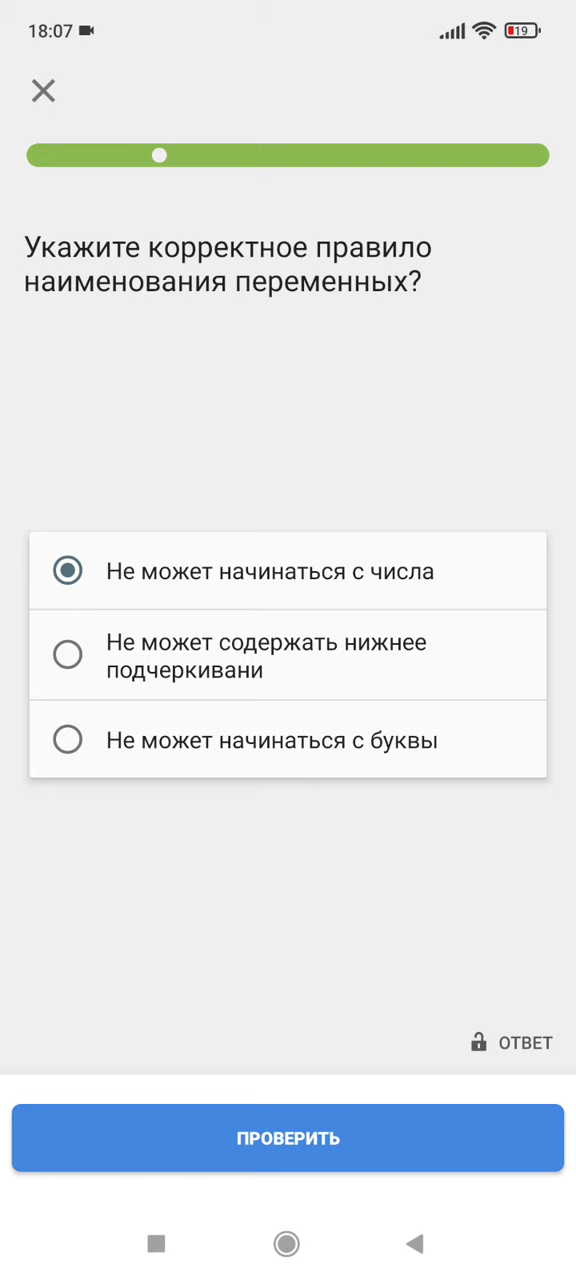 18:07
19
Укажите корректное правило
наименования переменных?
Не может начинаться с числа
Не может содержать нижнее
подчеркивани
Не может начинаться с буквы
ОТВЕТ
ПРОВЕРИТЬ